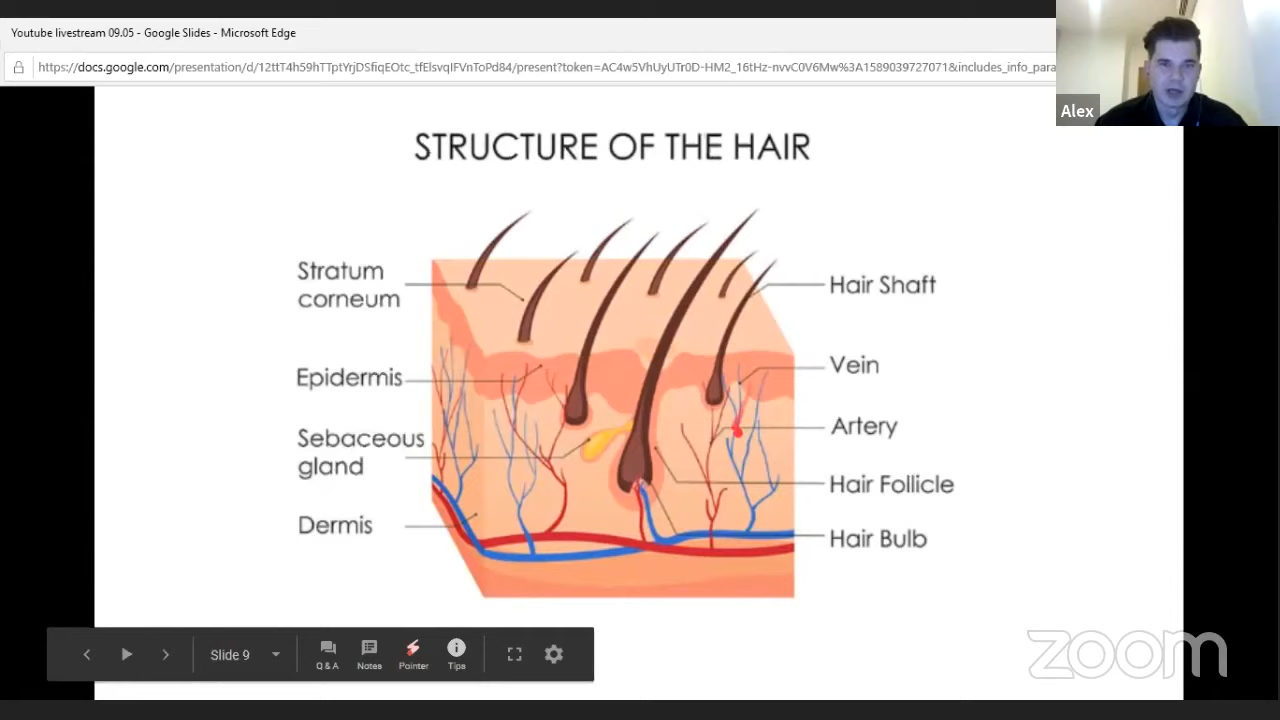 Youtube livestream 09.05 - Google Slides - Microsoft Edge
https://docs.google.com/presentation/d/12ttT4h59hTTptYrjDSfiqEOtc_tfElsvqIFVnToPd84/present?token=AC4w5VhUyUTr0D-HM2_16tHz-nvvC0V6Mw%3A1589039727071&includes_info_para
Alex
STRUCTURE OF THE HAIR
Stratum
corneum
Epidermis
Sebaceous
gland
Dermis
Hair Shaft
Vein
Artery
Hair Follicle
Hair Bulb
Slide 9
Q & A
Notes
Pointer
Tips
zoom